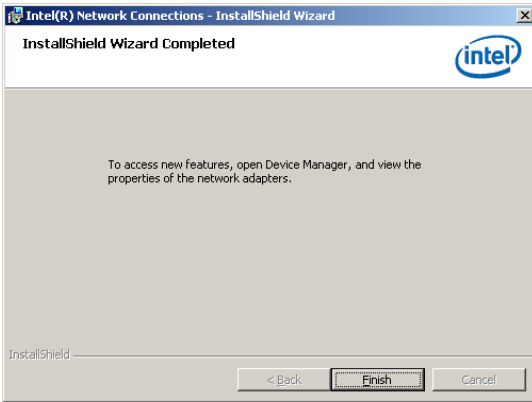 Intel(R) Network Connections - InstallShield Wizard
InstallShield Wizard Completed
intel
To access new features, open Device Manager, and view the
properties of the network adapters.
InstallShield
< Back
Finish
Cancel